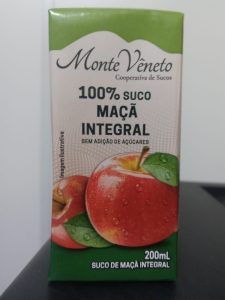 Monte Vêneto
Cooperativa de Sucos
100% SUCO
MAÇÃ
INTEGRAL
SEM ADIÇÃO DE AÇÚCARES
Imagem Ilustrativa
200mL
SUCO DE MAÇÃ INTEGRAL